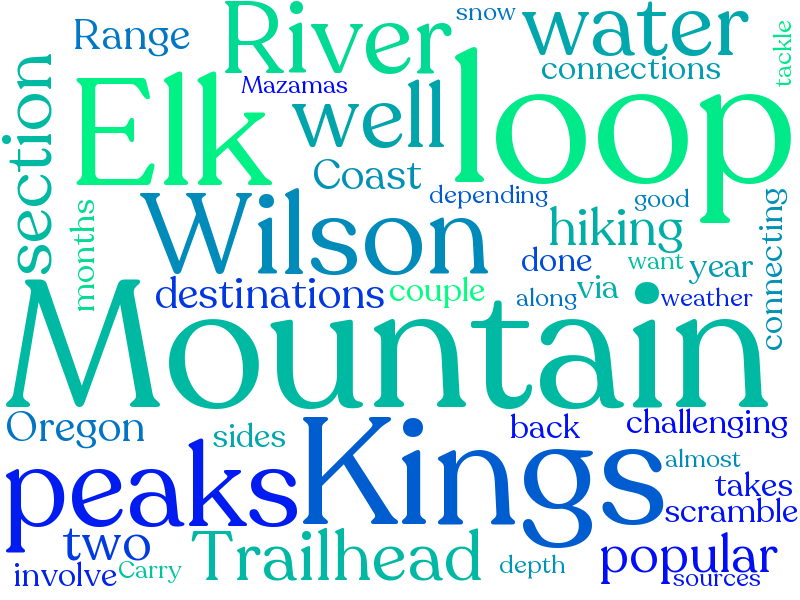 snow
River
water
Range
connections
tackle
Mazamas
Elk
loop
well
section
Coast
depending
good
months
Wilson
hiking
connecting
done
want
year
destinations
couple
along
via
weather
Mountain
Oregon
sides
back
challenging
peaks
Kings
almost
takes
scramble
two
Trailhead
depth
popular
involve
Carry
sources